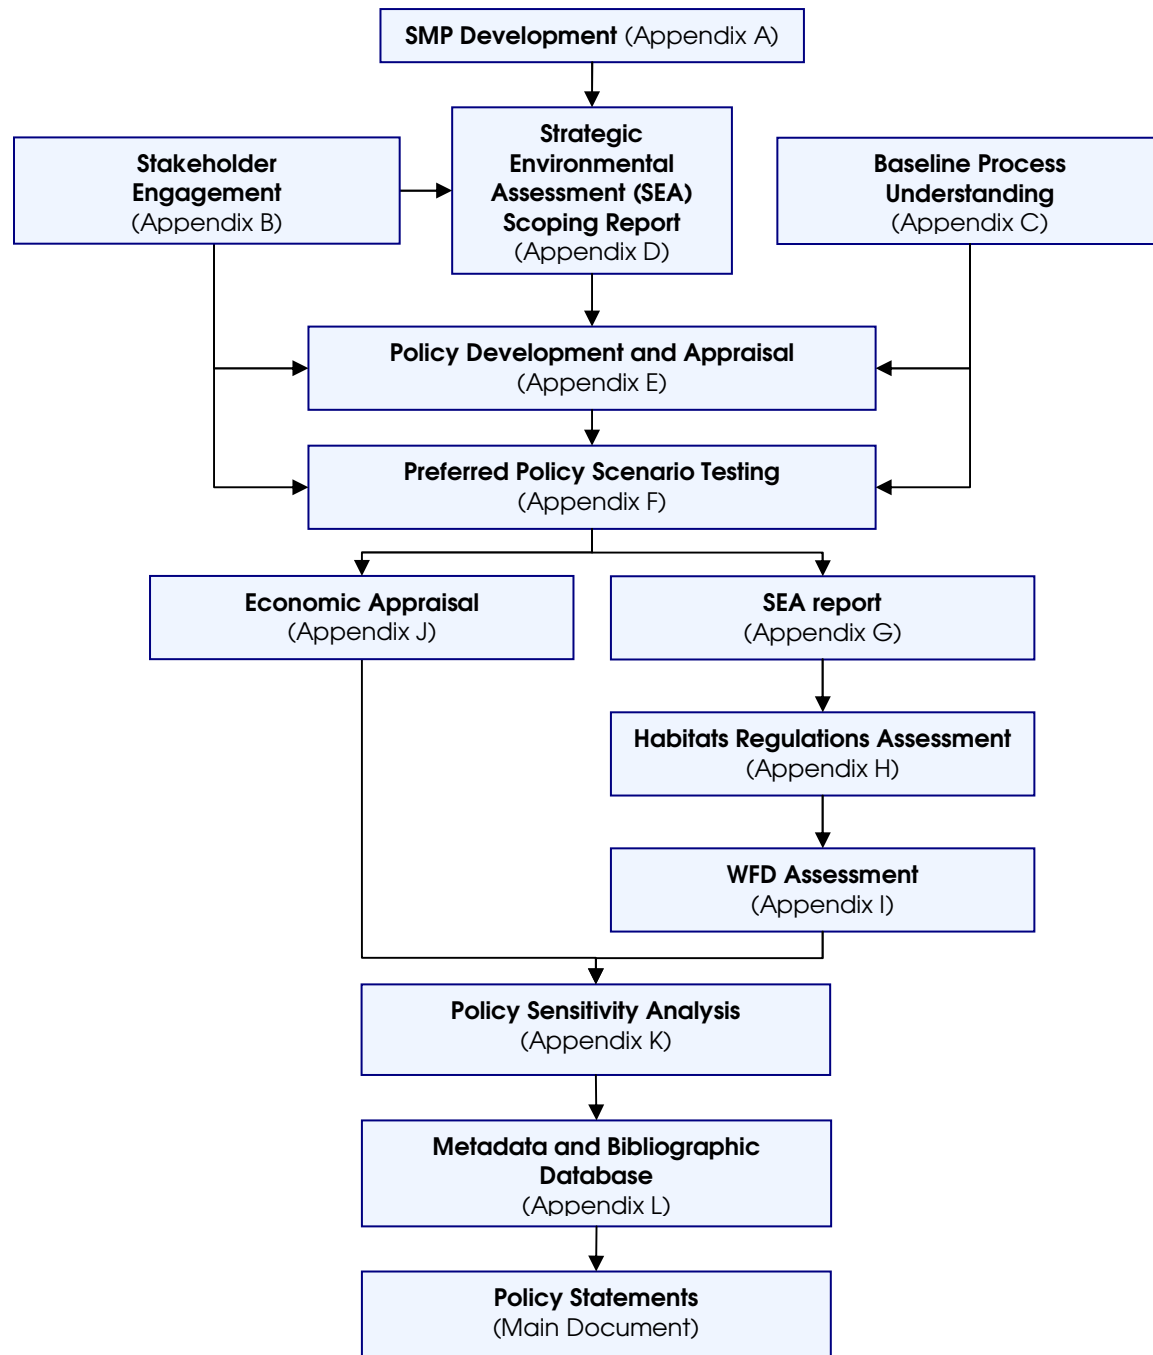 SMP Development (Appendix A)
Stakeholder
Engagement
(Appendix B)
Strategic
Environmental
Assessment (SEA)
Scoping Report
(Appendix D)
Baseline Process
Understanding
(Appendix C)
Policy Development and Appraisal
(Appendix E)
Preferred Policy Scenario Testing
(Appendix F)
Economic Appraisal
(Appendix J)
SEA report
(Appendix G)
Habitats Regulations Assessment
(Appendix H)
WFD Assessment
(Appendix I)
Policy Sensitivity Analysis
(Appendix K)
Metadata and Bibliographic
Database
(Appendix L)
Policy Statements
(Main Document)